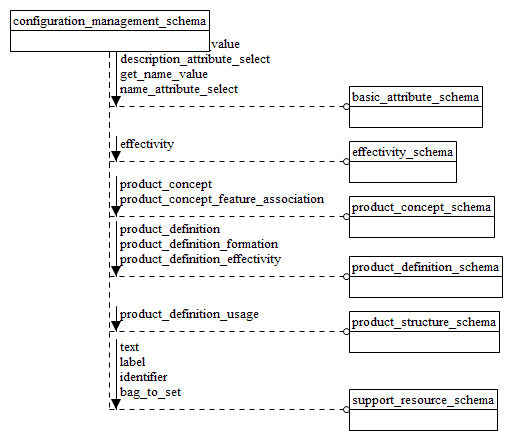 configuration_management_schema
_value
description_attribute_select
get_name_value
name_attribute_select
basic_attribute_schema
effectivity
effectivity_schema
product_concept
product_concept_feature_association
product_concept_schema
product_definition
product_definition_formation
product_definition_effectivity
product_definition_schema
product_definition_usage
product_structure_schema
text
label
identifier
bag_to_set
support_resource_schema